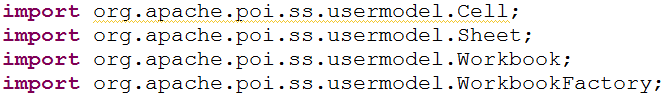 import org.apache.poi.ss.usermodel.Cell;
import org.apache.poi.ss.usermodel.Sheet;
import org.apache.poi.ss.usermodel.Workbook;
import org.apache.poi.ss.usermodel.WorkbookFactory;